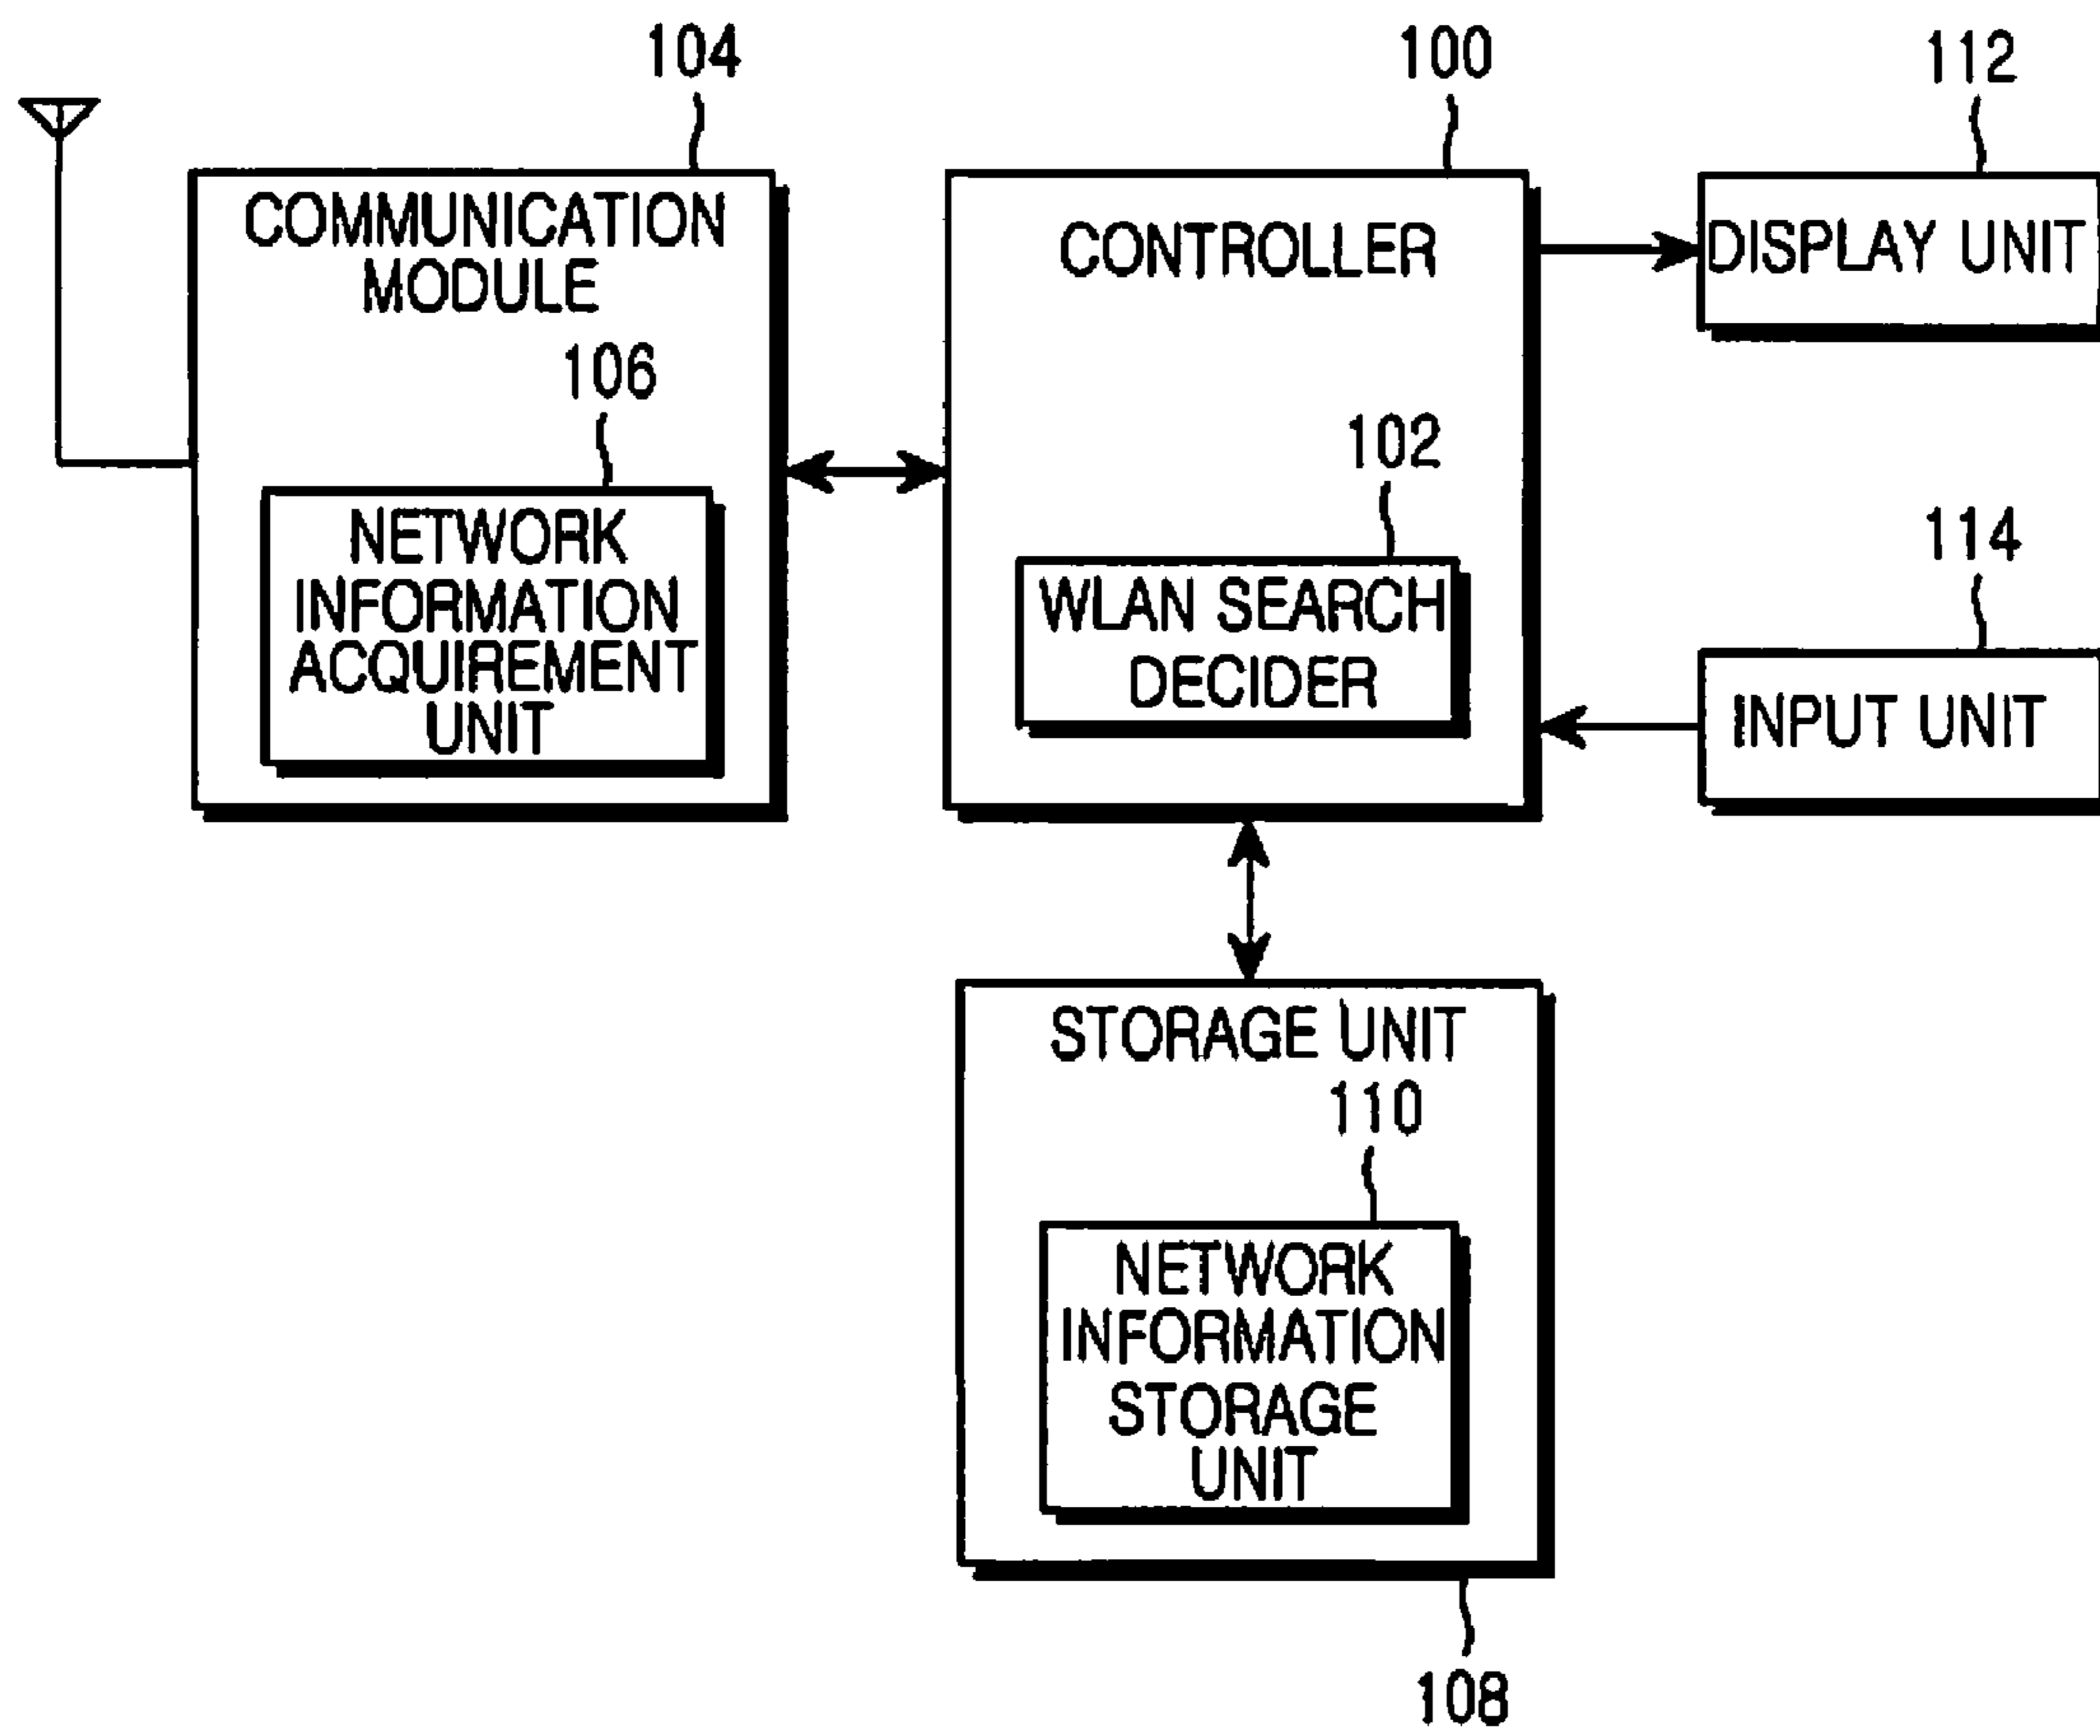 104
100
112
COMMUNICATION
MODULE
CONTROLLER
DISPLAY UNIT
106
102
NETWORK
INFORMATION
ACQUIREMENT
UNIT
WLAN SEARCH
DECIDER
114
INPUT UNIT
STORAGE UNIT
110
NETWORK
INFORMATION
STORAGE
UNIT
108